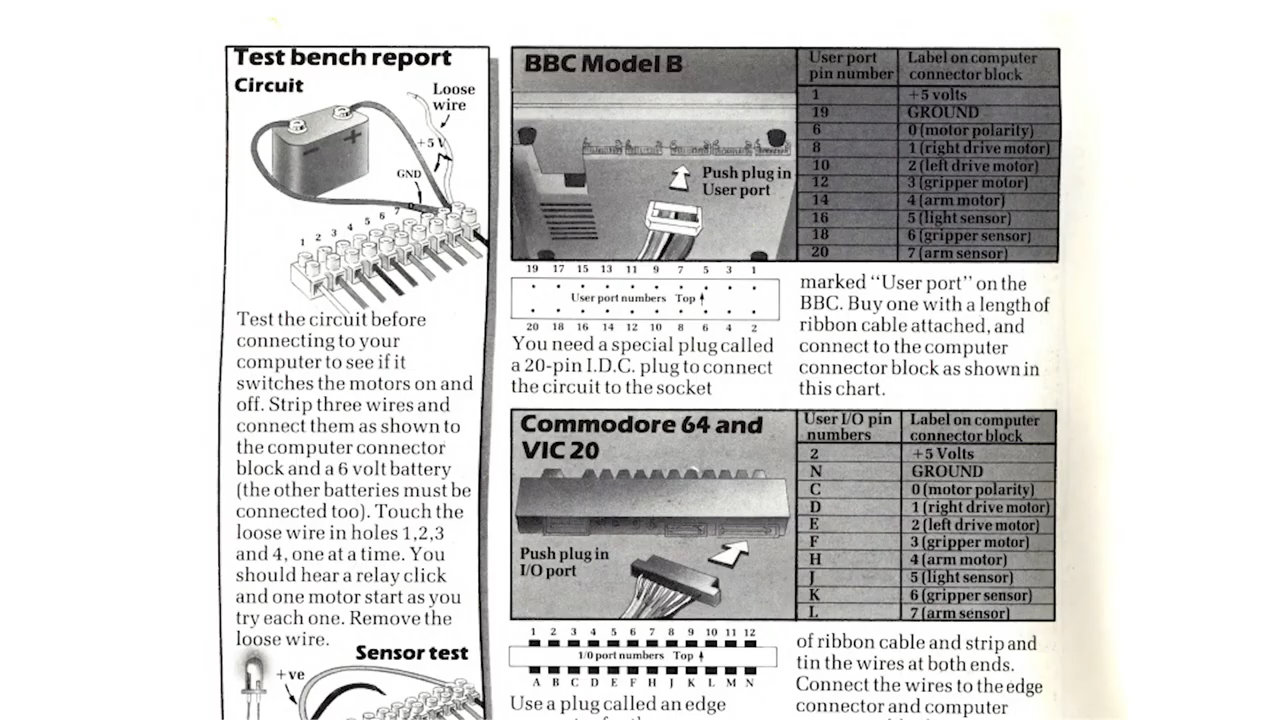 Test bench report
Circuit
Loose
wire
+5 V
GND
1 2 3 4 5 6 7
Test the circuit before
connecting to your
computer to see if it
switches the motors on and
off. Strip three wires and
connect them as shown to
the computer connector
block and a 6 volt battery
(the other batteries must be
connected too). Touch the
loose wire in holes 1,2,3
and 4, one at a time. You
should hear a relay click
and one motor start as you
try each one. Remove the
loose wire.
Sensor test
+ve
BBC Model B
Push plug in
User port
User port pin number Label on computer connector block
1 +5 volts
19 GROUND
6 0 (motor polarity)
8 1 (right drive motor)
10 2 (left drive motor)
12 3 (gripper motor)
14 4 (arm motor)
16 5 (light sensor)
18 6 (gripper sensor)
20 7 (arm sensor)
19 17 15 13 11 9 7 5 3 1
User port numbers Top
20 18 16 14 12 10 8 6 4 2
You need a special plug called
a 20-pin I.D.C. plug to connect
the circuit to the socket
marked "User port" on the
BBC. Buy one with a length of
ribbon cable attached, and
connect to the computer
connector block as shown in
this chart.
Commodore 64 and
VIC 20
Push plug in
I/O port
User I/O pin numbers Label on computer connector block
2 +5 Volts
N GROUND
C 0 (motor polarity)
D 1 (right drive motor)
E 2 (left drive motor)
F 3 (gripper motor)
H 4 (arm motor)
J 5 (light sensor)
K 6 (gripper sensor)
L 7 (arm sensor)
1 2 3 4 5 6 7 8 9 10 11 12
1/0 port numbers Top
A B C D E F H J K L M N
Use a plug called an edge
of ribbon cable and strip and
tin the wires at both ends.
Connect the wires to the edge
connector and computer